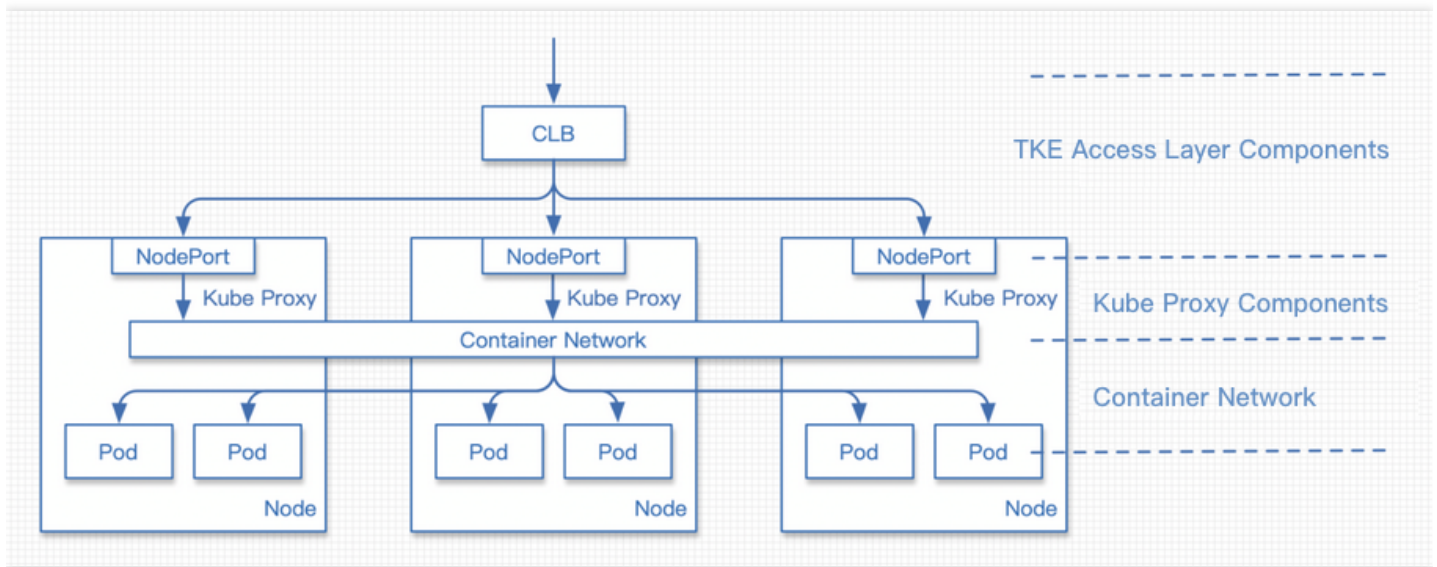 CLB
TKE Access Layer Components
NodePort
NodePort
NodePort
Kube Proxy
Kube Proxy
Kube Proxy
Kube Proxy Components
Container Network
Container Network
Pod
Pod
Pod
Pod
Pod
Pod
Node
Node
Node